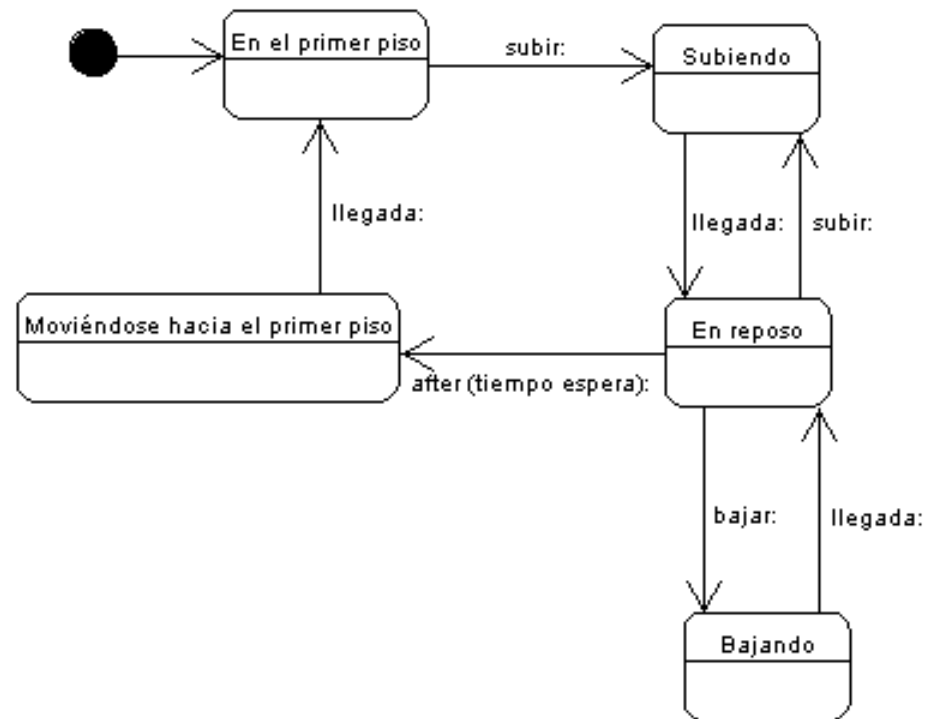 En el primer piso
subir:
Subiendo
llegada:
llegada:
subir:
Moviéndose hacia el primer piso
En reposo
after (tiempo espera):
bajar:
llegada:
Bajando